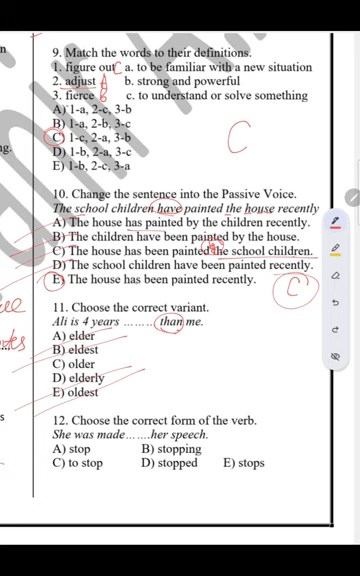 9. Match the words to their definitions.
1. figure out C a. to be familiar with a new situation
2. adjust A b. strong and powerful
3. fierce B c. to understand or solve something
A) 1-a, 2-c, 3-b
B) 1-a, 2-b, 3-c
C) 1-c, 2-a, 3-b
D) 1-b, 2-a, 3-c
E) 1-b, 2-c, 3-a
C
10. Change the sentence into the Passive Voice.
The school children have painted the house recently
A) The house has painted by the children recently.
B) The children have been painted by the house.
C) The house has been painted the school children.
D) The school children have been painted recently.
E) The house has been painted recently.
C
11. Choose the correct variant.
Ali is 4 years ........ than me.
A) elder
B) eldest
C) older
D) elderly
E) oldest
12. Choose the correct form of the verb.
She was made…….her speech.
A) stop B) stopping
C) to stop D) stopped E) stops